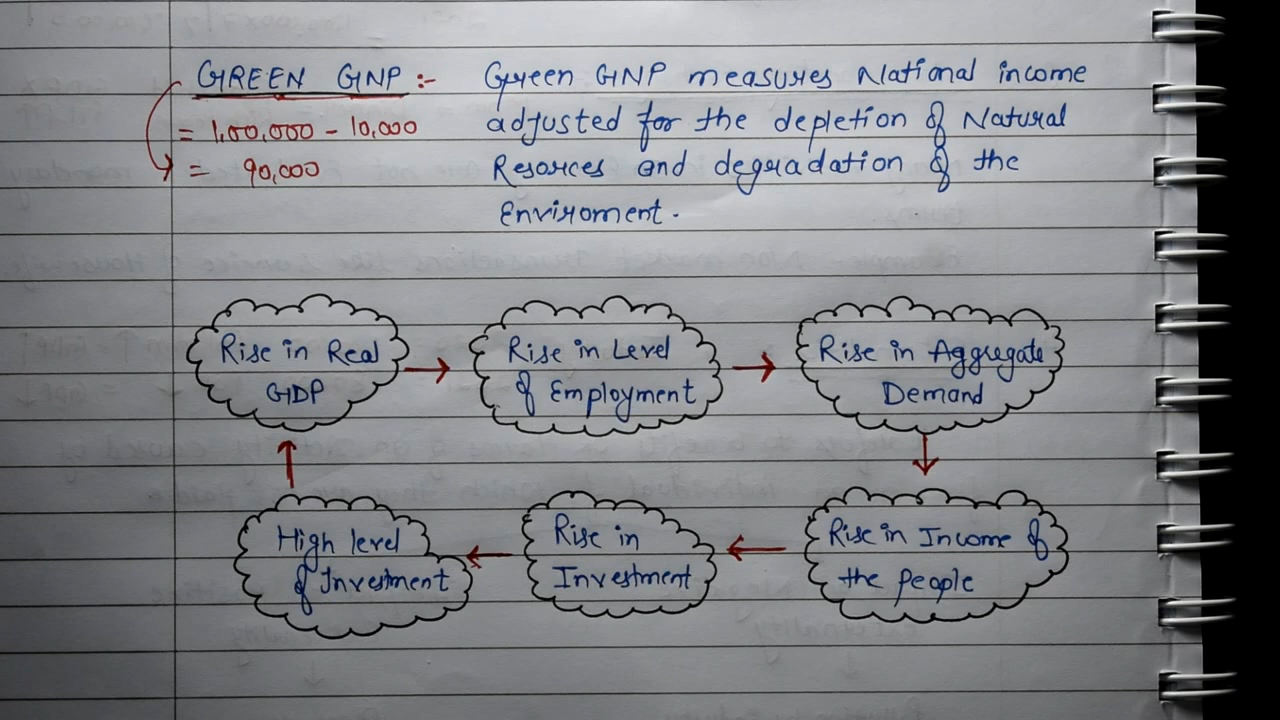 GREEN GNP :- Green GNP measures National income
= 1,00,000 - 10,000 adjusted for the depletion of Natural
= 90,000 Resorces and degradation of the
Enviroment.
Rise in Real
GDP
Rise in Level
of Employment
Rise in Aggregate
Demand
Rise in Income of
the People
Rise in
Investment
High level
of Investment